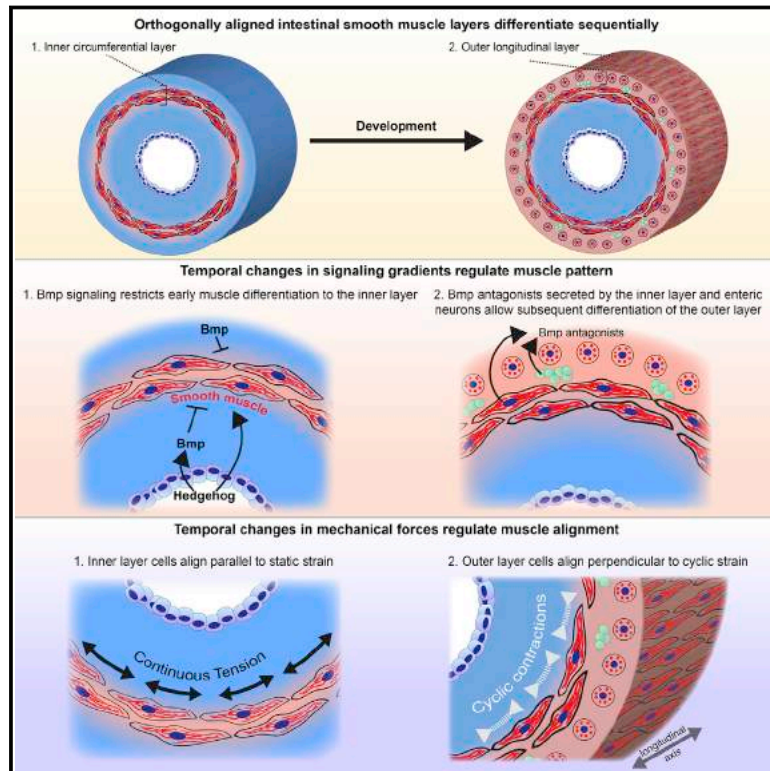 Orthogonally aligned intestinal smooth muscle layers differentiate sequentially
1. Inner circumferential layer
2. Outer longitudinal layer
Development
Temporal changes in signaling gradients regulate muscle pattern
1. Bmp signaling restricts early muscle differentiation to the inner layer
2. Bmp antagonists secreted by the inner layer and enteric
neurons allow subsequent differentiation of the outer layer
Bmp
Smooth muscle
Bmp
Hedgehog
Bmp antagonists
Temporal changes in mechanical forces regulate muscle alignment
1. Inner layer cells align parallel to static strain
2. Outer layer cells align perpendicular to cyclic strain
Continuous Tension
Cyclic contractions
longitudinal
axis